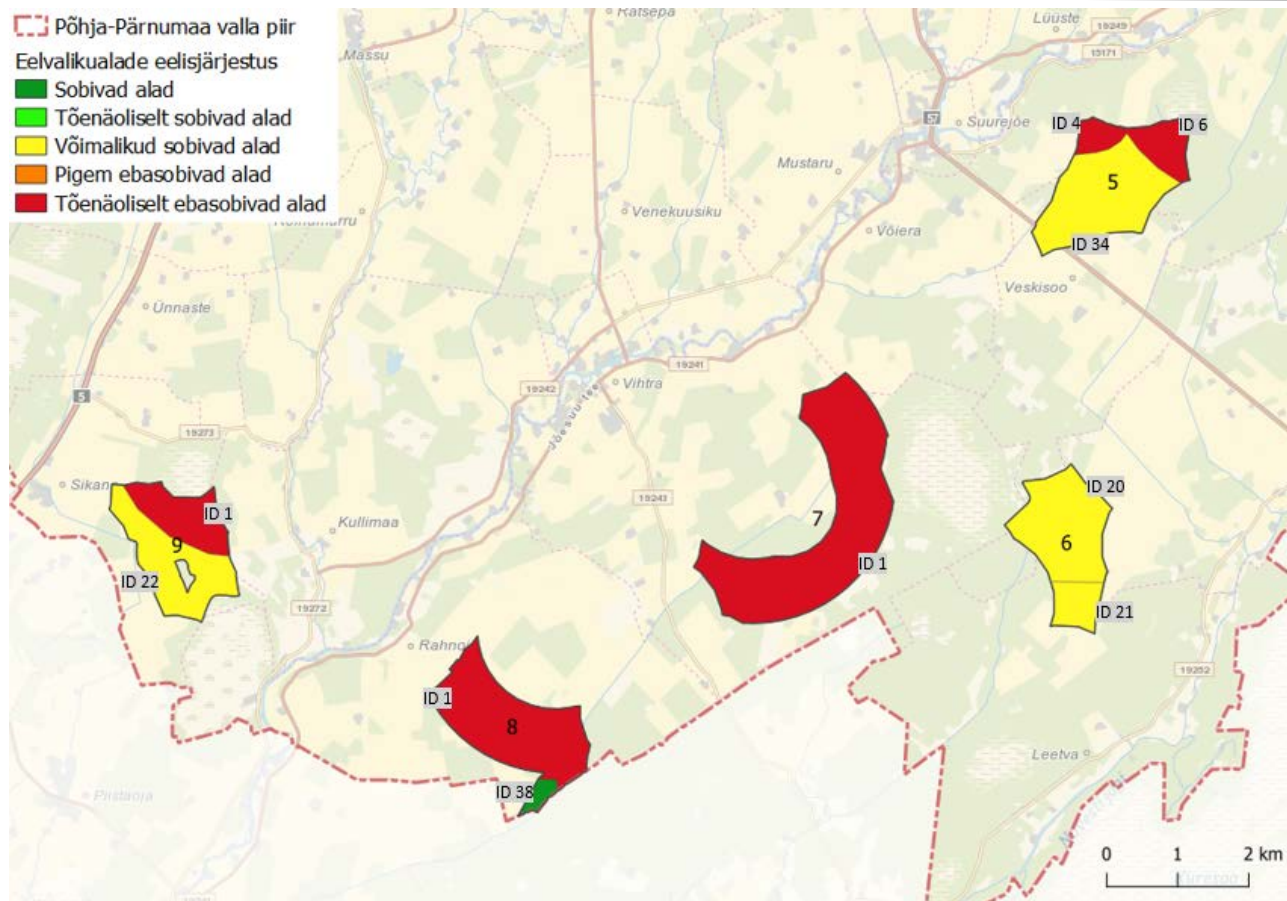 Põhja-Pärnumaa valla piir
Eelvalikualade eelisjärjestus
Sobivad alad
Tõenäoliselt sobivad alad
Võimalikud sobivad alad
Pigem ebasobivad alad
Tõenäoliselt ebasobivad alad
Massu
Ratsepa
Lüüste
19249
15171
57
Suurejõe
ID 4
ID 6
Mustaru
5
Venekuusiku
Võiera
ID 34
Veskisoo
Ünnaste
19241
Vihtra
19242
5
Jõesuu tee
19273
ID 20
Kullimaa
19243
7
ID 1
9
6
ID 1
ID 22
19272
ID 21
Rahnoja
19252
ID 1
8
Leetva
ID 38
Piistaoja
0 1 2 km
Küresoo